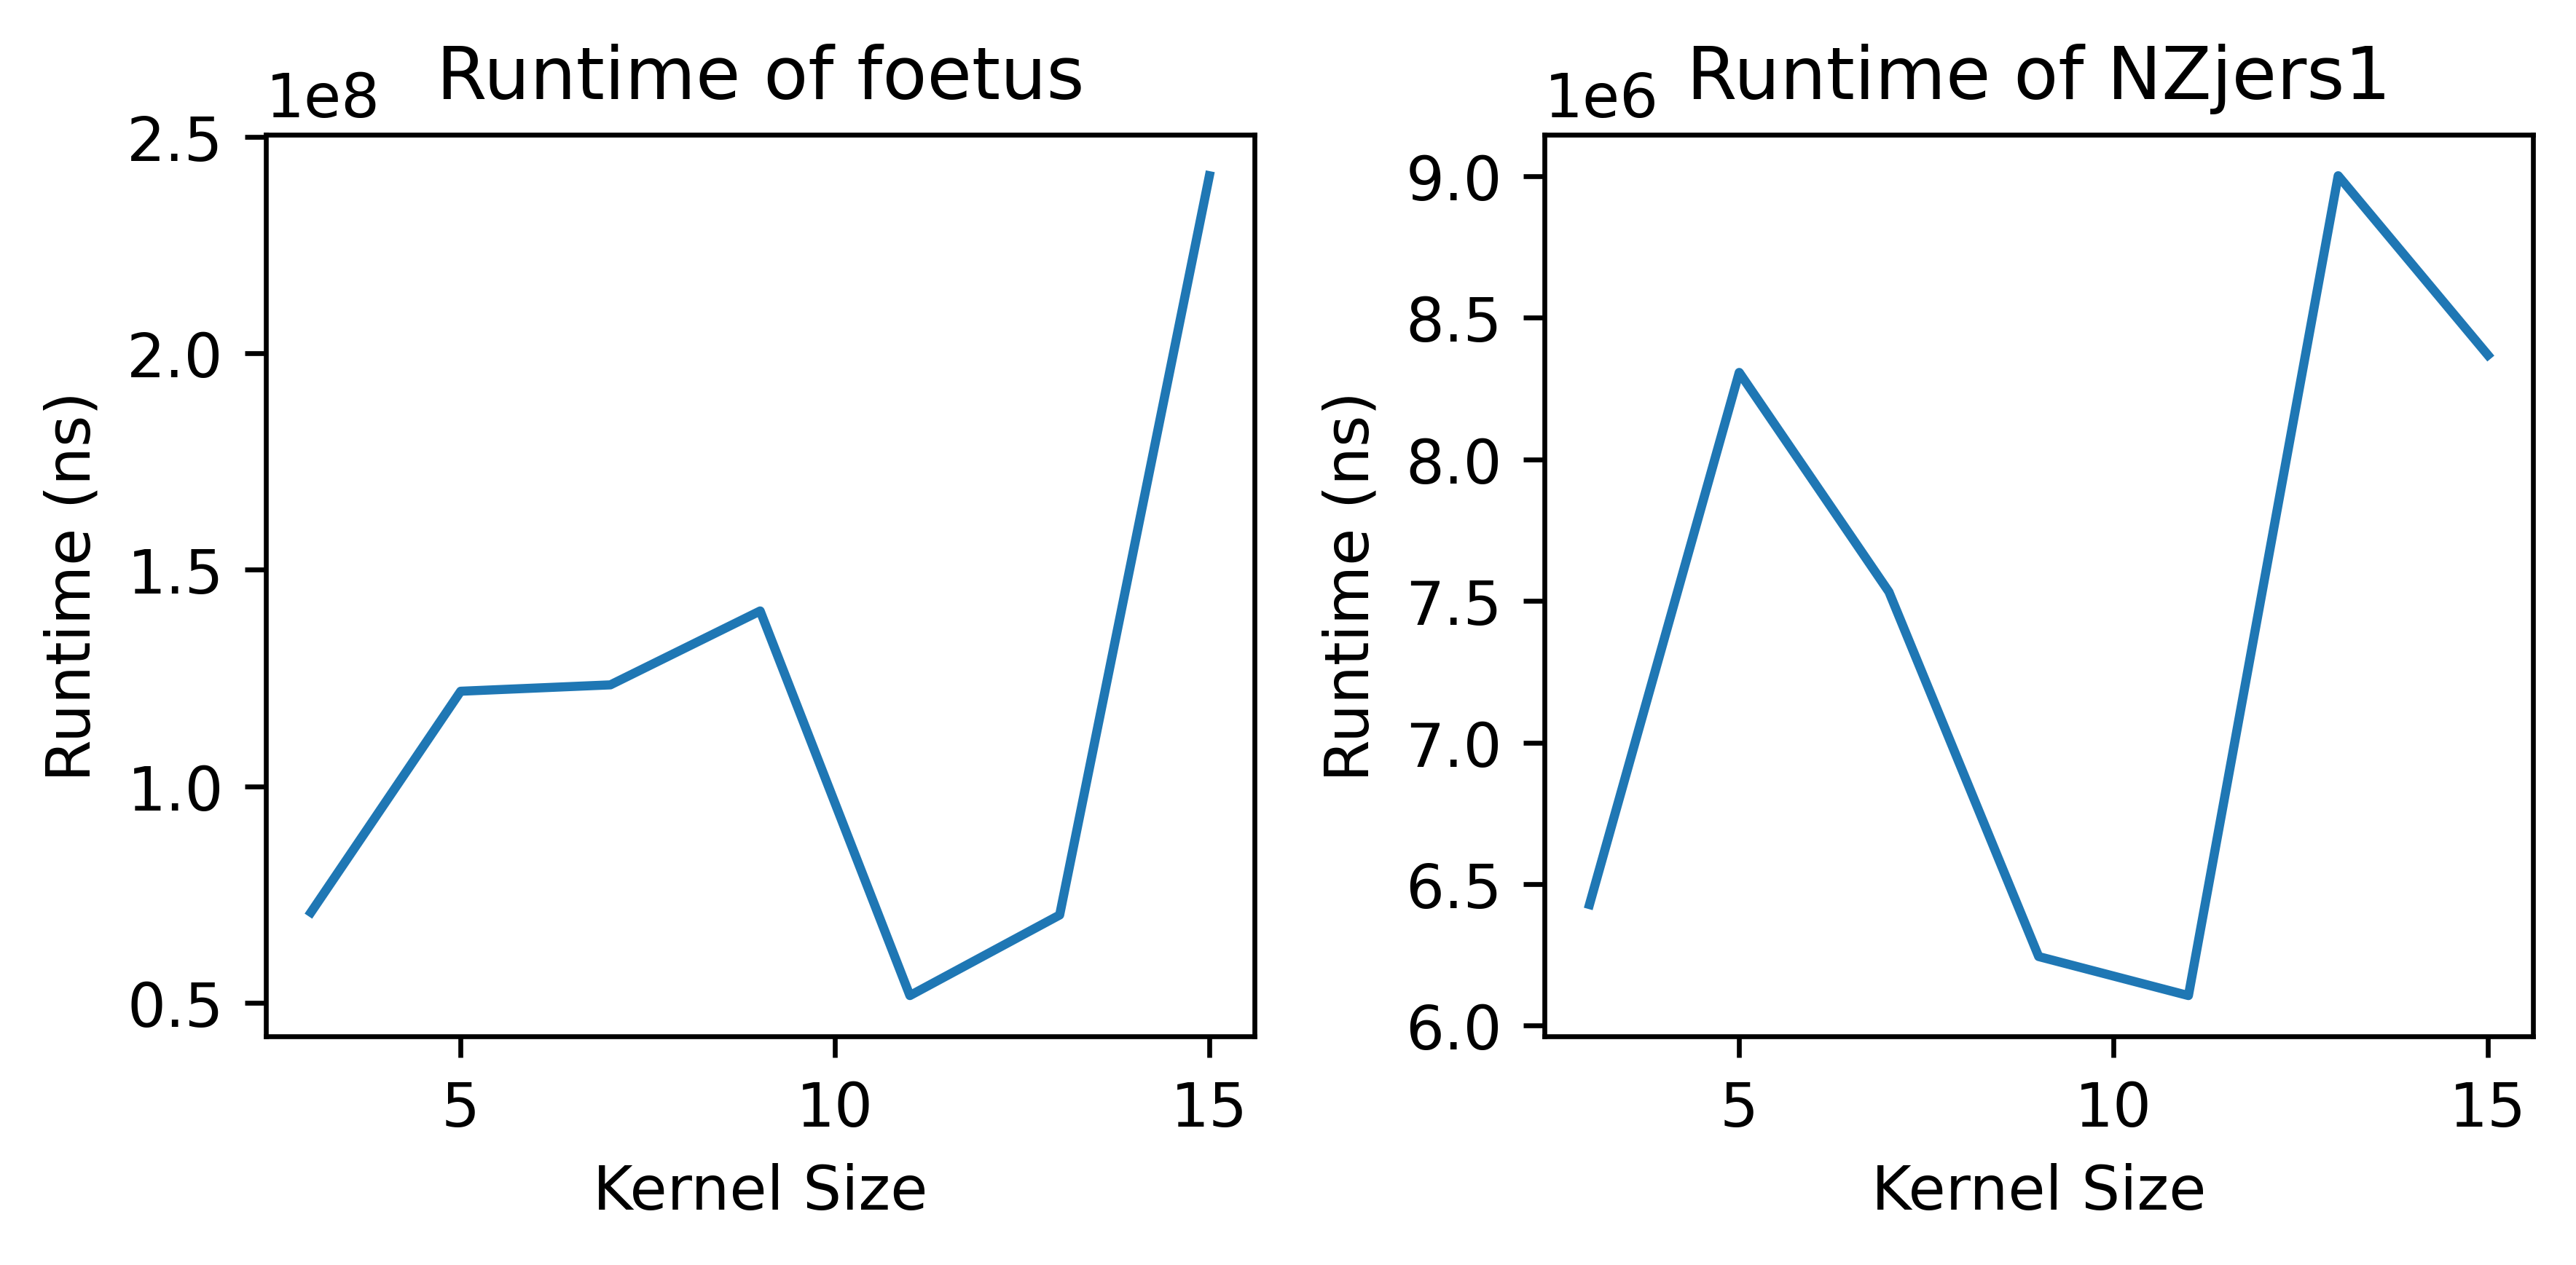 Runtime of foetus
1e8
2.5
2.0
1.5
1.0
0.5
Runtime (ns)
5 10 15
Kernel Size
Runtime of NZjers1
1e6
9.0
8.5
8.0
7.5
7.0
6.5
6.0
Runtime (ns)
5 10 15
Kernel Size